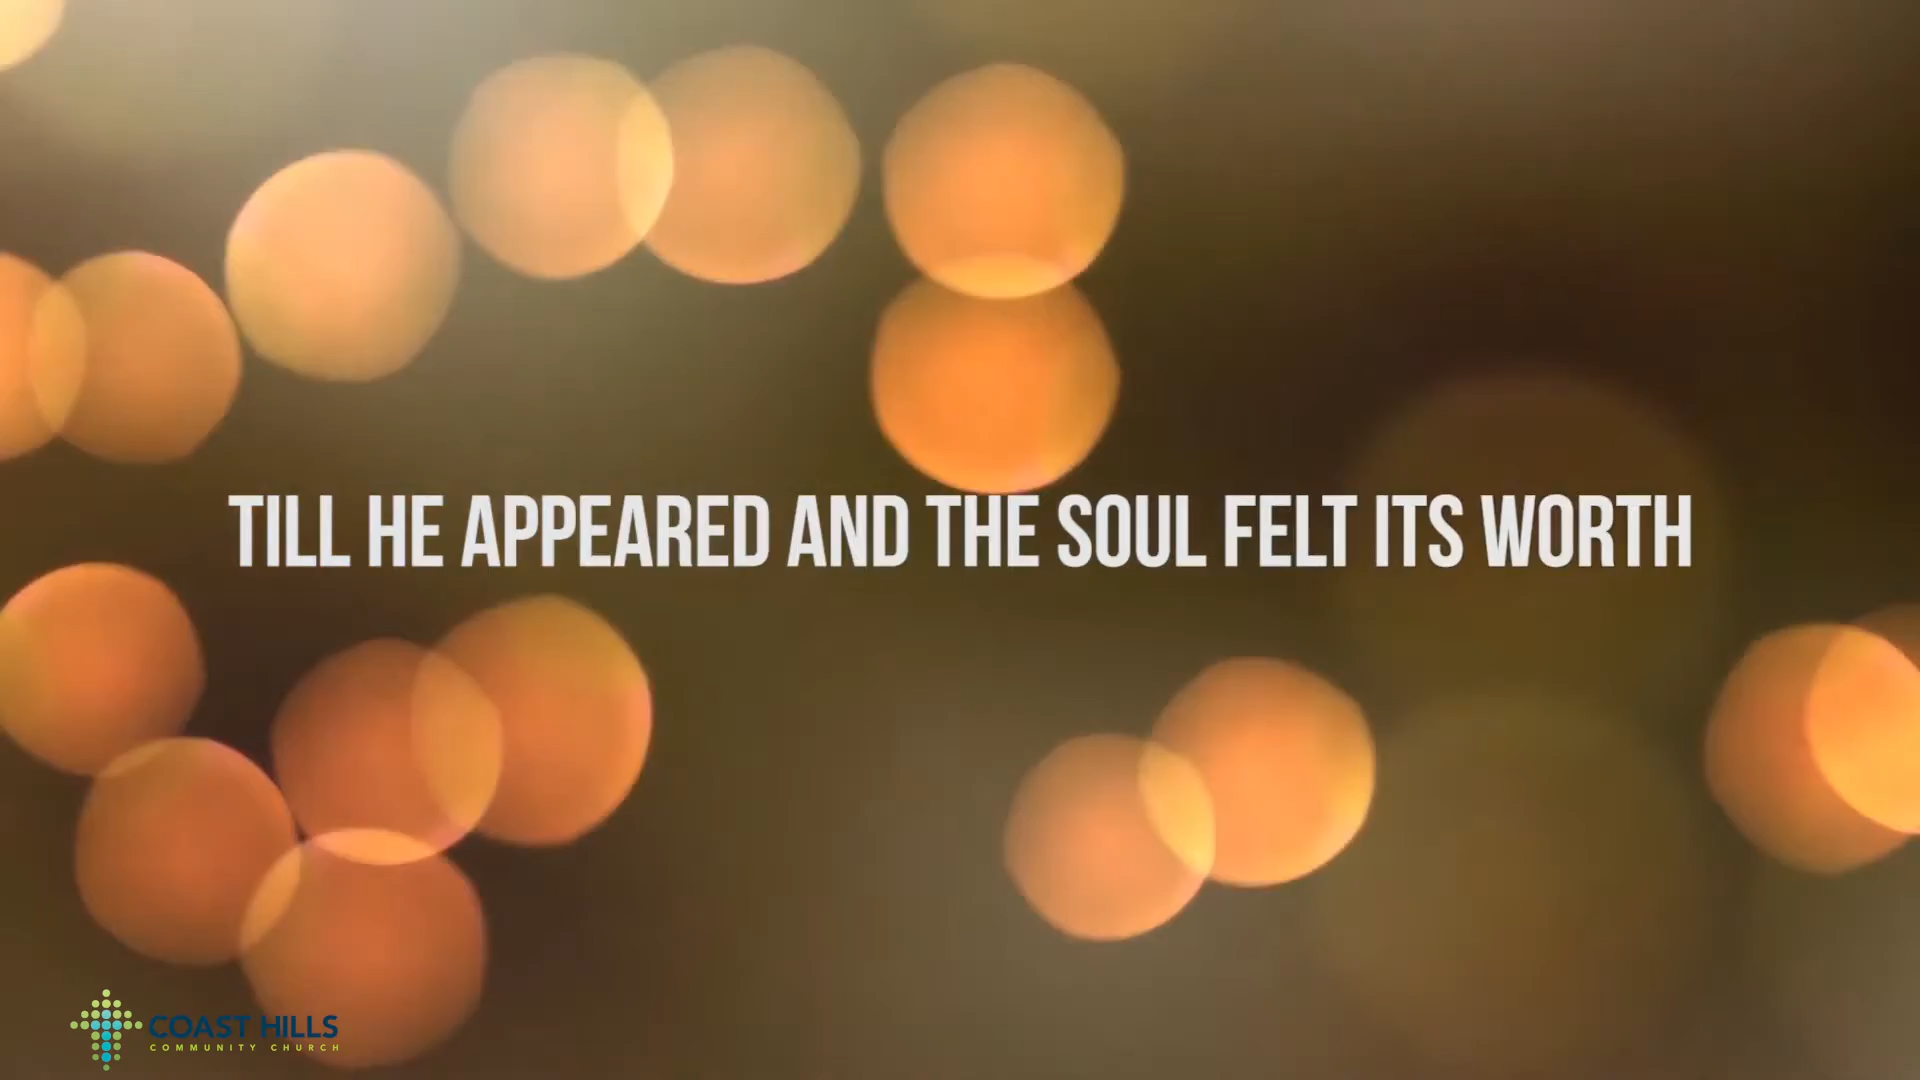 TILL HE APPEARED AND THE SOUL FELT ITS WORTH
COAST HILLS
COMMUNITY CHURCH